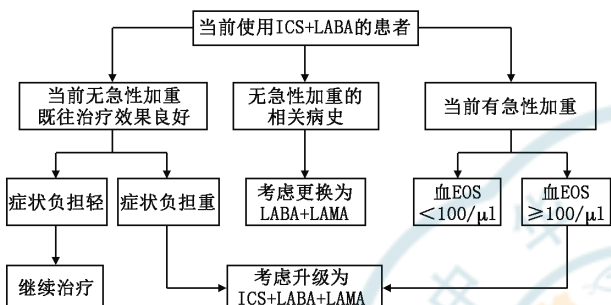 当前使用ICS+LABA的患者
当前无急性加重
既往治疗效果良好
无急性加重的
相关病史
当前有急性加重
症状负担轻
症状负担重
考虑更换为
LABA+LAMA
血EOS
<100/μl
血EOS
≥100/μl
继续治疗
考虑升级为
ICS+LABA+LAMA
中
华